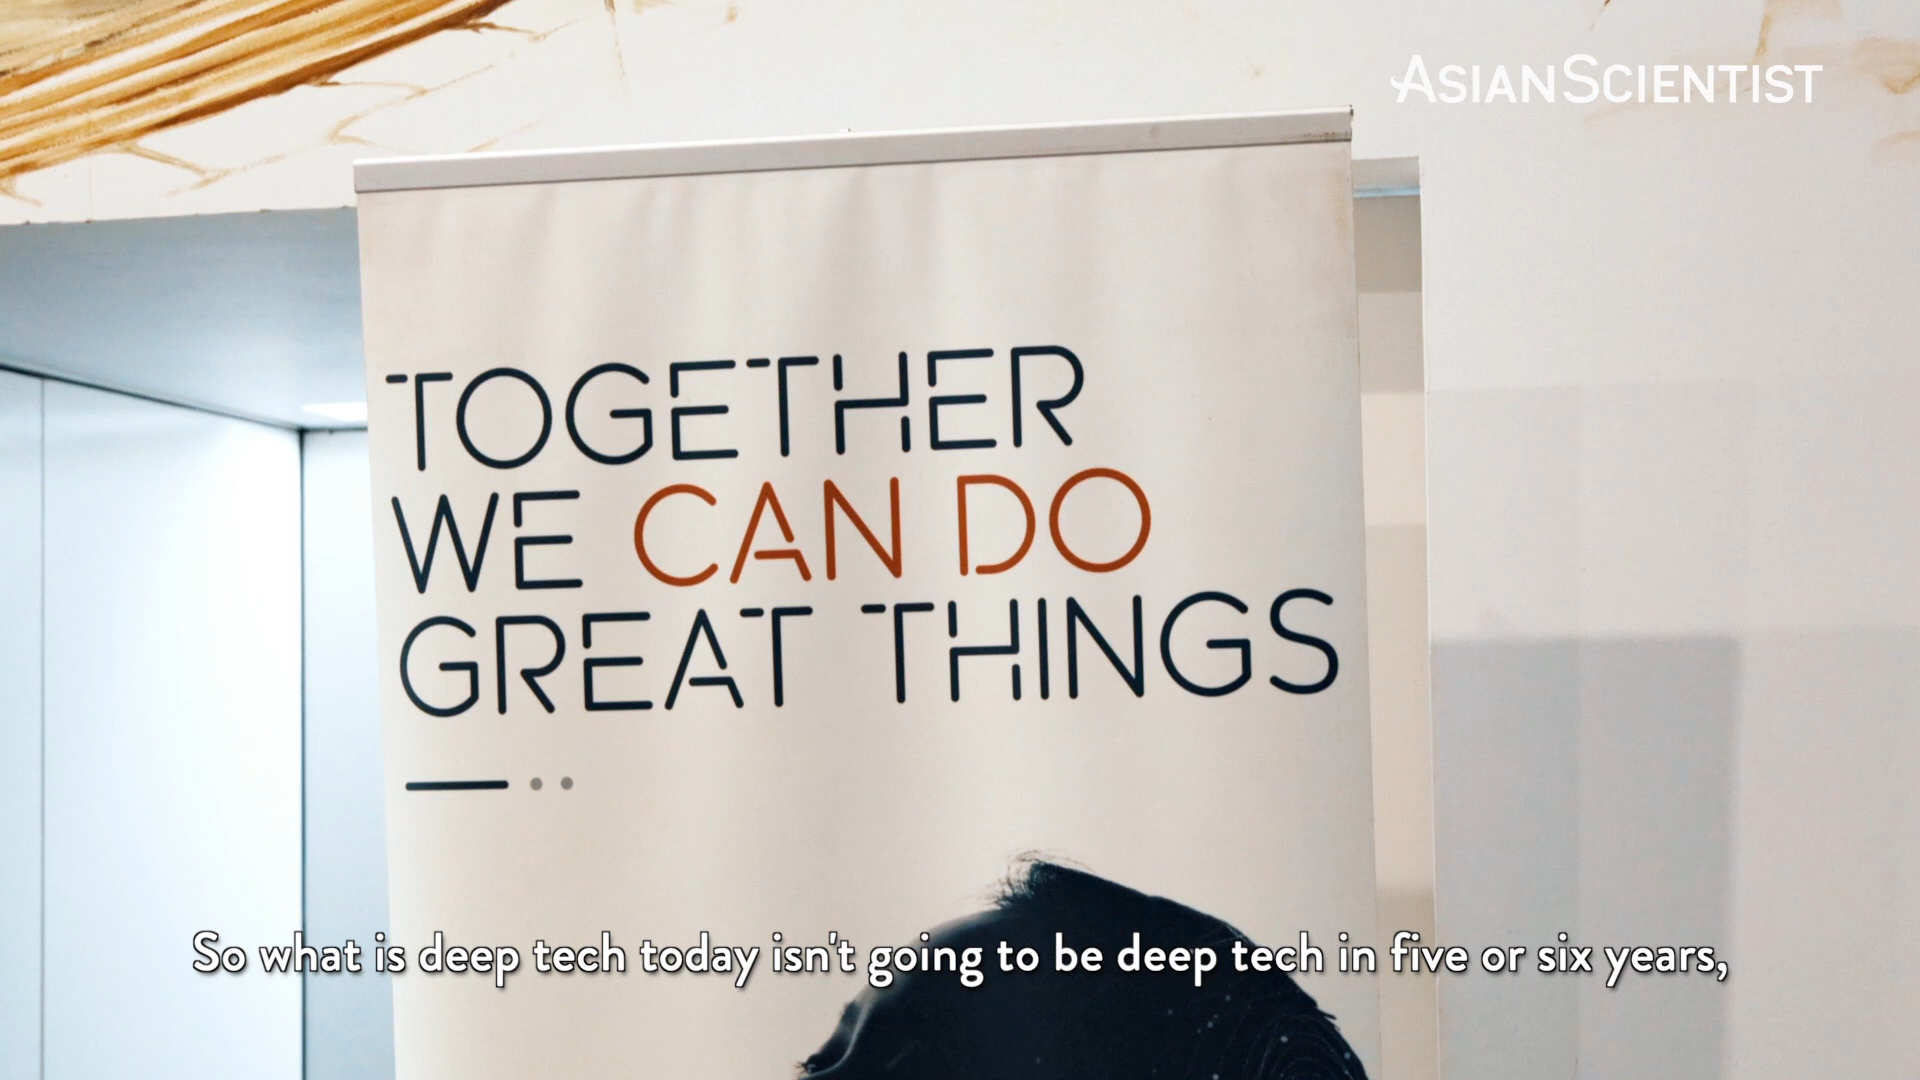 ASIANSCIENTIST
TOGETHER
WE CAN DO
GREAT THINGS
So what is deep tech today isn't going to be deep tech in five or six years,